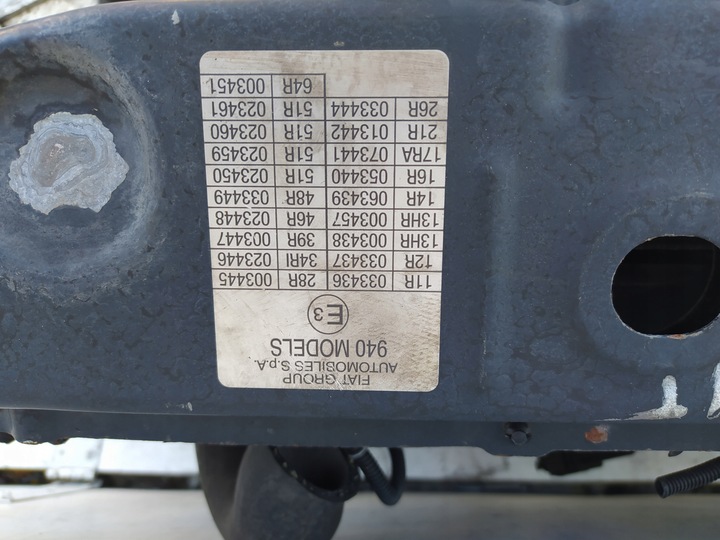 FIAT GROUP
AUTOMOBILES S.p.A.
940 MODELS
E3
11R 033436 28R 003445
12R 033437 34RI 023446
13HR 003438 39R 003447
13HR 003457 46R 023448
14R 063439 48R 033449
16R 053440 51R 023450
17RA 073441 51R 023459
21R 013442 51R 023460
26R 033444 51R 023461
64R 003451